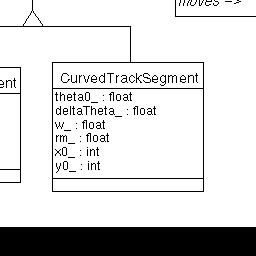 moves ->
ent
CurvedTrackSegment
theta0_ : float
deltaTheta_ : float
w_ : float
rm_ : float
x0_ : int
y0_ : int